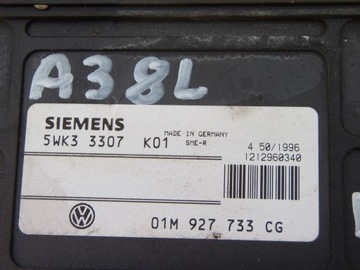 A38L
SIEMENS
5WK3 3307 K01
MADE IN GERMANY
SME-R
4 50/1996
1212960340
01M 927 733 CG